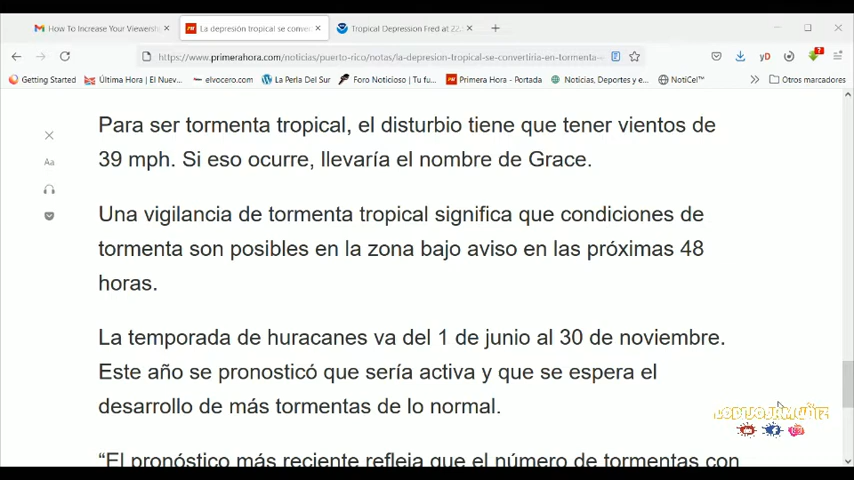 How To Increase Your Viewersh
La depresión tropical se conver
Tropical Depression Fred at 22.
https://www.primerahora.com/noticias/puerto-rico/notas/la-depresion-tropical-se-convertiria-en-tormenta-
Getting Started
Última Hora | El Nuev...
elvocero.com
La Perla Del Sur
Foro Noticioso | Tu fu...
Primera Hora - Portada
Noticias, Deportes y e...
NotiCel™
Otros marcadores
Para ser tormenta tropical, el disturbio tiene que tener vientos de
39 mph. Si eso ocurre, llevaría el nombre de Grace.
Una vigilancia de tormenta tropical significa que condiciones de
tormenta son posibles en la zona bajo aviso en las próximas 48
horas.
La temporada de huracanes va del 1 de junio al 30 de noviembre.
Este año se pronosticó que sería activa y que se espera el
desarrollo de más tormentas de lo normal.
“El pronóstico más reciente refleja que el número de tormentas con
Aa
yD
7